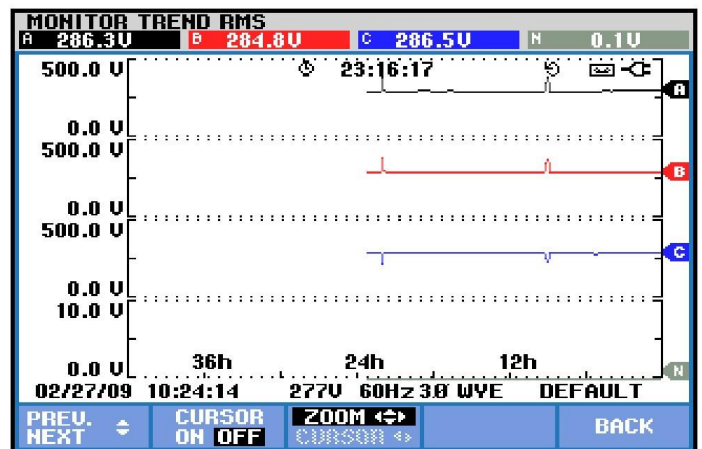 MONITOR TREND RMS
A 286.3V B 284.8V C 286.5V N 0.1V
500.0 V 23:16:17
A
0.0 V
500.0 V
B
0.0 V
500.0 V
C
0.0 V
10.0 V
36h 24h 12h
0.0 V N
02/27/09 10:24:14 277V 60Hz 3Ø WYE DEFAULT
PREV. NEXT CURSOR ON OFF ZOOM CURSOR BACK